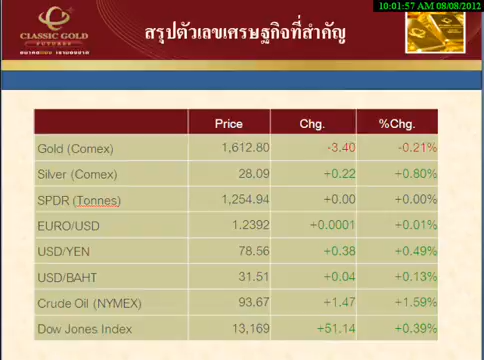 10:01:57 AM 08/08/2012
CLASSIC GOLD
FUTURES
สรุปตัวเลขเศรษฐกิจที่สำคัญ
Price Chg. %Chg.
Gold (Comex) 1,612.80 -3.40 -0.21%
Silver (Comex) 28.09 +0.22 +0.80%
SPDR (Tonnes) 1,254.94 +0.00 +0.00%
EURO/USD 1.2392 +0.0001 +0.01%
USD/YEN 78.56 +0.38 +0.49%
USD/BAHT 31.51 +0.04 +0.13%
Crude Oil (NYMEX) 93.67 +1.47 +1.59%
Dow Jones Index 13,169 +51.14 +0.39%